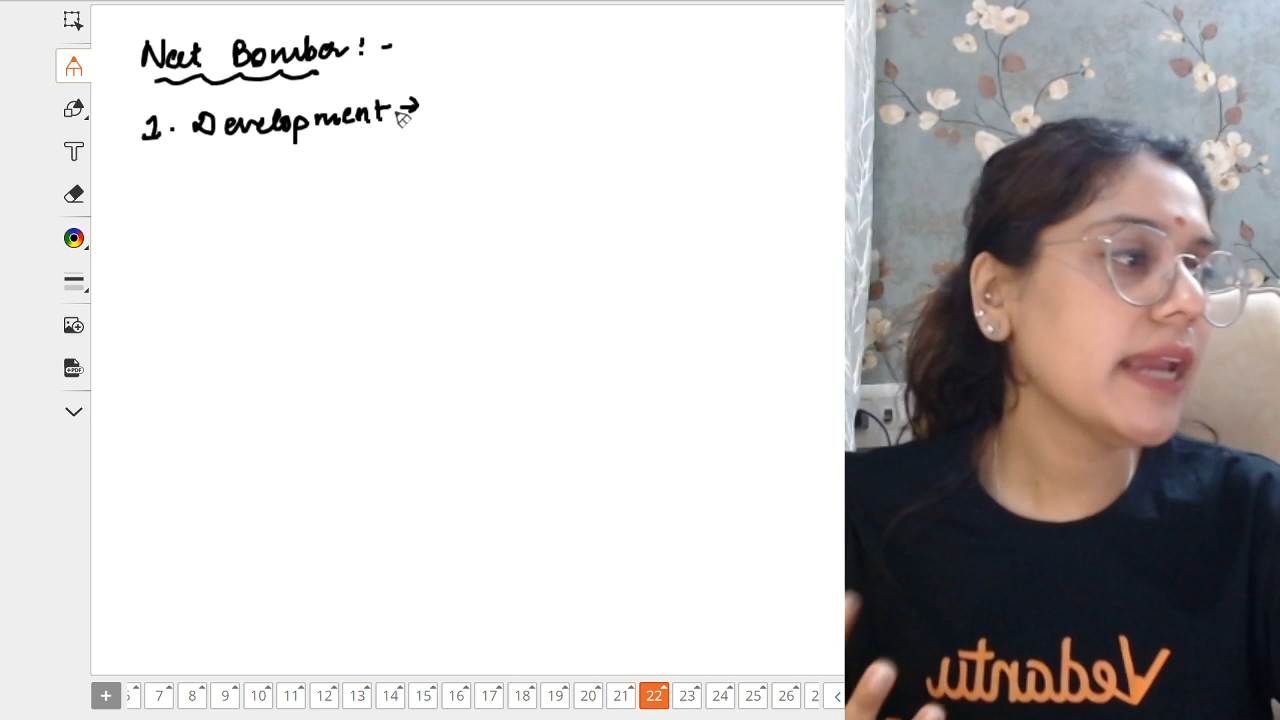 Neet Bomber! -
1. Development →
7 8 9 10 11 12 13 14 15 16 17 18 19 20 21 22 23 24 25 26 2
Vedantu